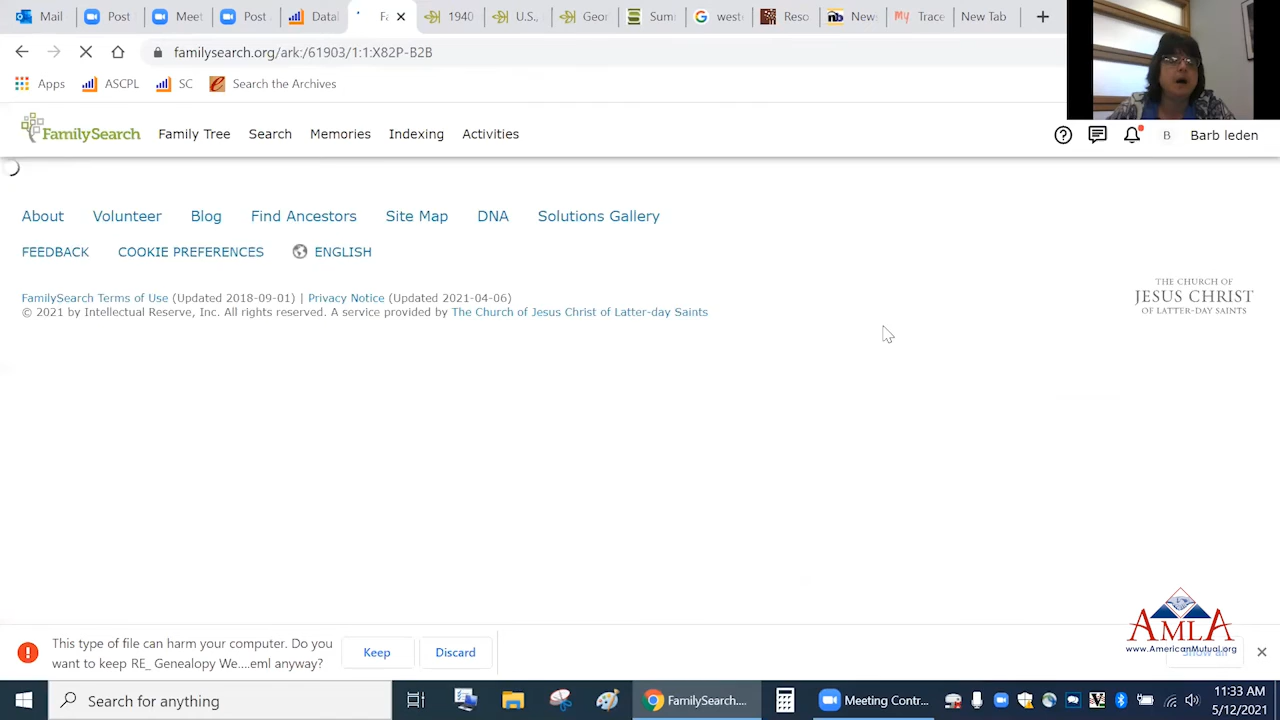 Mail
Post
Meet
Post
Datal
Fa
1940
U.S.,
Geor
Sum
west
Reso
New
Trace
New Tab
familysearch.org/ark:/61903/1:1:X82P-B2B
Apps
ASCPL
SC
Search the Archives
FamilySearch
Family Tree
Search
Memories
Indexing
Activities
B
Barb leden
About
Volunteer
Blog
Find Ancestors
Site Map
DNA
Solutions Gallery
FEEDBACK
COOKIE PREFERENCES
ENGLISH
FamilySearch Terms of Use (Updated 2018-09-01) | Privacy Notice (Updated 2021-04-06)
© 2021 by Intellectual Reserve, Inc. All rights reserved. A service provided by The Church of Jesus Christ of Latter-day Saints
THE CHURCH OF
JESUS CHRIST
OF LATTER-DAY SAINTS
This type of file can harm your computer. Do you
want to keep RE_ Genealopy We....eml anyway?
Keep
Discard
AMLA
www.AmericanMutual.org
Show all
Search for anything
FamilySearch....
Meeting Contr...
11:33 AM
5/12/2021